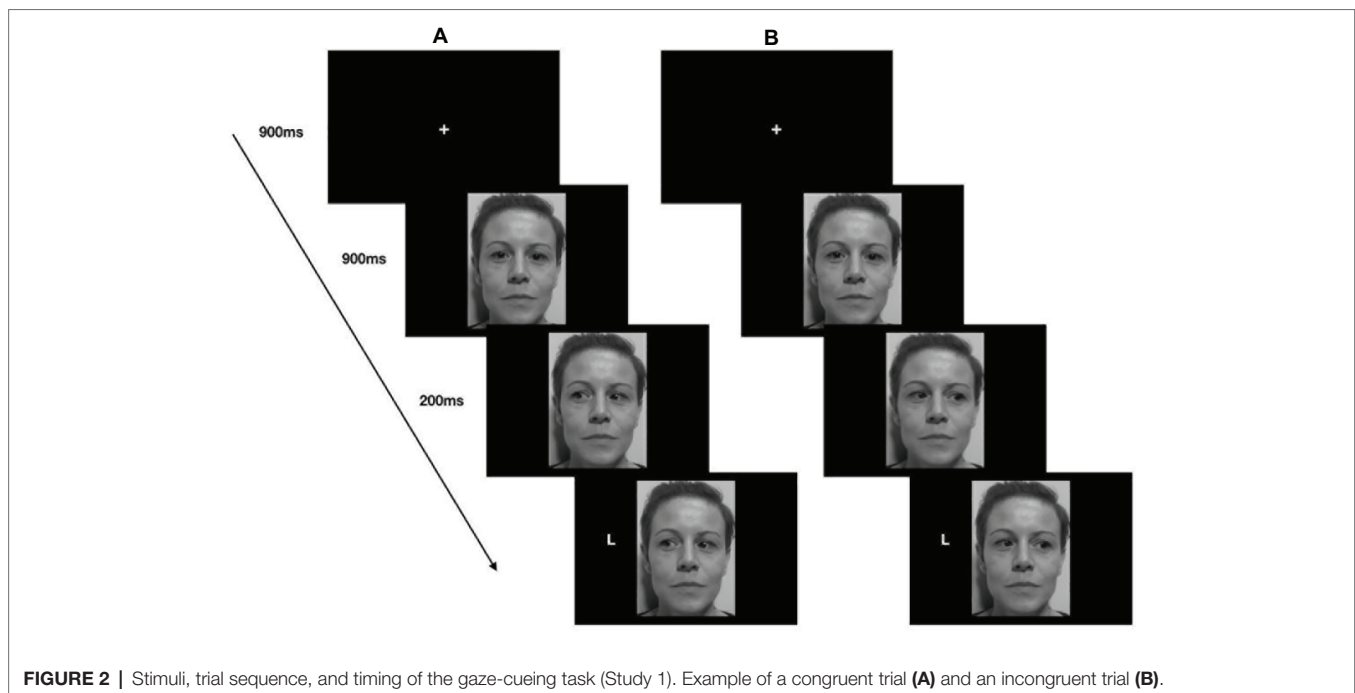 A B
+ +
900ms
900ms
200ms
L L
FIGURE 2 | Stimuli, trial sequence, and timing of the gaze-cueing task (Study 1). Example of a congruent trial (A) and an incongruent trial (B).